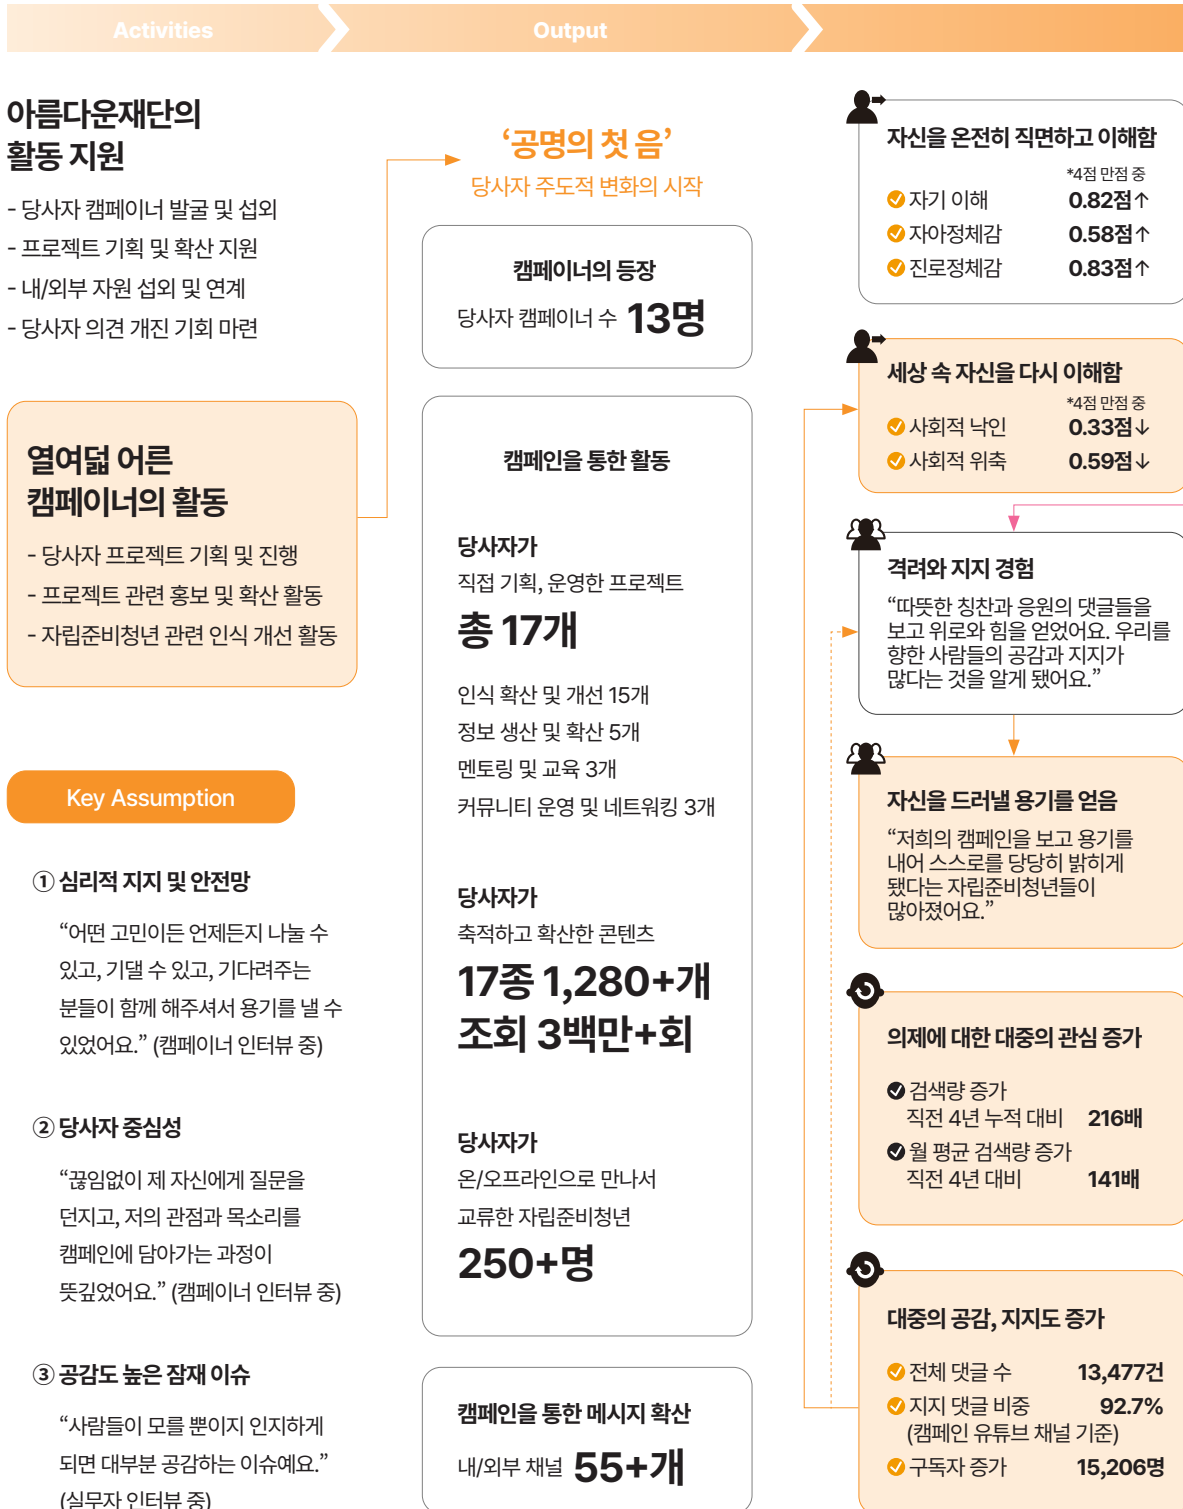 Activities
Output
아름다운재단의
활동 지원
- 당사자 캠페이너 발굴 및 섭외
- 프로젝트 기획 및 확산 지원
- 내/외부 자원 섭외 및 연계
- 당사자 의견 개진 기회 마련
열여덟 어른
캠페이너의 활동
- 당사자 프로젝트 기획 및 진행
- 프로젝트 관련 홍보 및 확산 활동
- 자립준비청년 관련 인식 개선 활동
Key Assumption
① 심리적 지지 및 안전망
“어떤 고민이든 언제든지 나눌 수
있고, 기댈 수 있고, 기다려주는
분들이 함께 해주셔서 용기를 낼 수
있었어요.” (캠페이너 인터뷰 중)
② 당사자 중심성
“끊임없이 제 자신에게 질문을
던지고, 저의 관점과 목소리를
캠페인에 담아가는 과정이
뜻깊었어요.” (캠페이너 인터뷰 중)
③ 공감도 높은 잠재 이슈
“사람들이 모를 뿐이지 인지하게
되면 대부분 공감하는 이슈예요.”
(실무자 인터뷰 중)
‘공명의 첫 음’
당사자 주도적 변화의 시작
캠페이너의 등장
당사자 캠페이너 수 13명
캠페인을 통한 활동
당사자가
직접 기획, 운영한 프로젝트
총 17개
인식 확산 및 개선 15개
정보 생산 및 확산 5개
멘토링 및 교육 3개
커뮤니티 운영 및 네트워킹 3개
당사자가
축적하고 확산한 콘텐츠
17종 1,280+개
조회 3백만+회
당사자가
온/오프라인으로 만나서
교류한 자립준비청년
250+명
캠페인을 통한 메시지 확산
내/외부 채널 55+개
자신을 온전히 직면하고 이해함
*4점 만점 중
자기 이해 0.82점↑
자아정체감 0.58점↑
진로정체감 0.83점↑
세상 속 자신을 다시 이해함
*4점 만점 중
사회적 낙인 0.33점↓
사회적 위축 0.59점↓
격려와 지지 경험
“따뜻한 칭찬과 응원의 댓글들을
보고 위로와 힘을 얻었어요. 우리를
향한 사람들의 공감과 지지가
많다는 것을 알게 됐어요.”
자신을 드러낼 용기를 얻음
“저희의 캠페인을 보고 용기를
내어 스스로를 당당히 밝히게
됐다는 자립준비청년들이
많아졌어요.”
의제에 대한 대중의 관심 증가
검색량 증가
직전 4년 누적 대비 216배
월 평균 검색량 증가
직전 4년 대비 141배
대중의 공감, 지지도 증가
전체 댓글 수 13,477건
지지 댓글 비중 92.7%
(캠페인 유튜브 채널 기준)
구독자 증가 15,206명